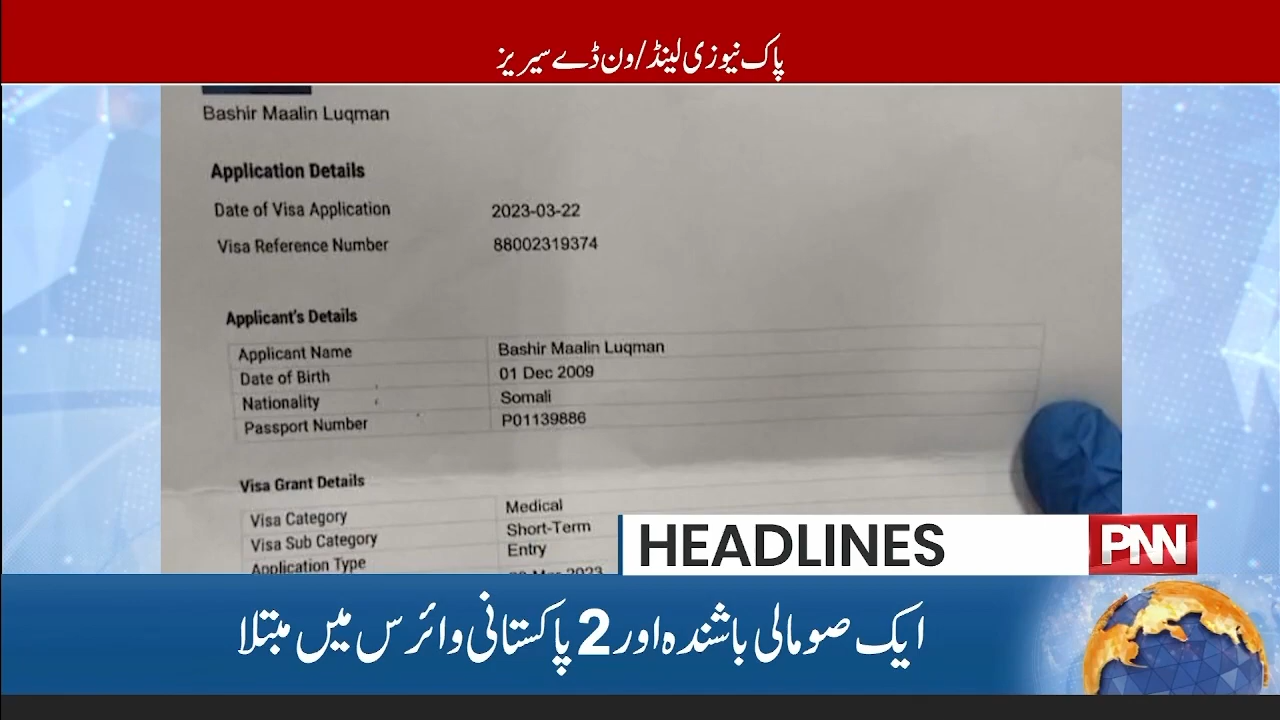 پاک نیوزی لینڈ/ون ڈے سیریز
Bashir Maalin Luqman
Application Details
Date of Visa Application 2023-03-22
Visa Reference Number 88002319374
Applicant's Details
Applicant Name Bashir Maalin Luqman
Date of Birth 01 Dec 2009
Nationality Somali
Passport Number P01139886
Visa Grant Details
Visa Category Medical
Visa Sub Category Short-Term
Application Type Entry
Mar 2023
HEADLINES PNN
ایک صومالی باشندہ اور 2 پاکستانی وائرس میں مبتلا